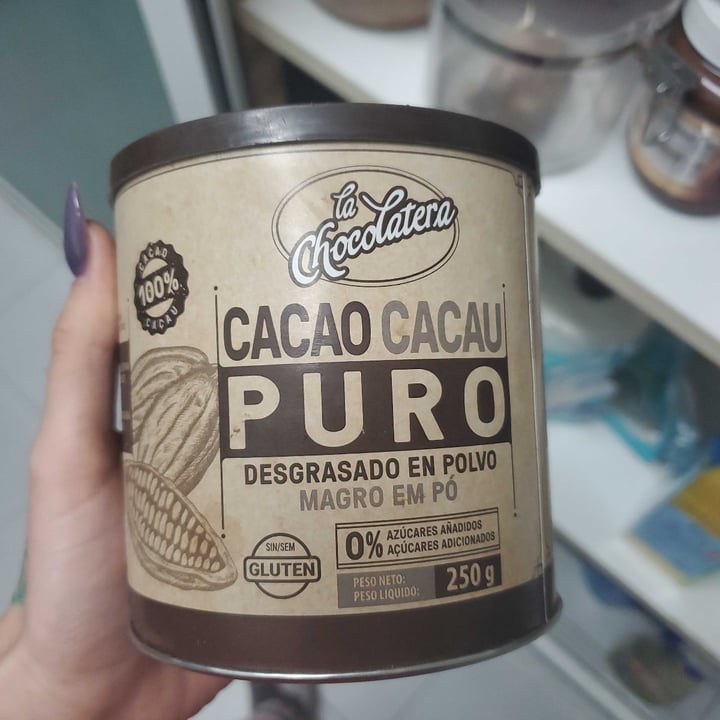 la
Chocolatera
CACAO
100%
CACAU
CACAO CACAU
PURO
DESGRASADO EN POLVO
MAGRO EM PÓ
SIN/SEM
GLUTEN
0% AZÚCARES AÑADIDOS
AÇÚCARES ADICIONADOS
PESO NETO:
PESO LIQUIDO:
250 g